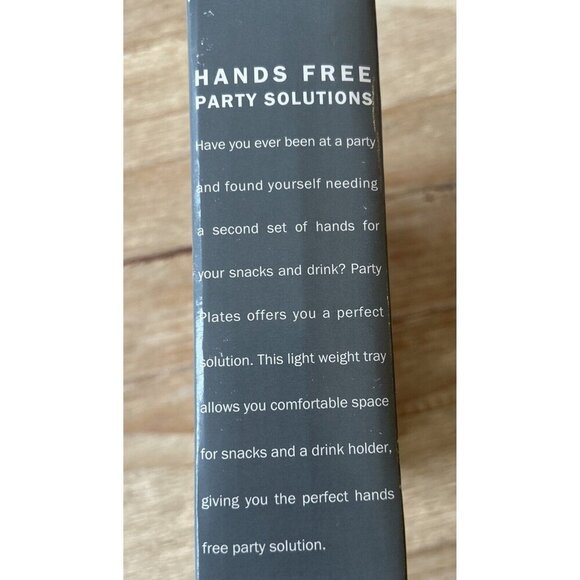 HANDS FREE
PARTY SOLUTIONS
Have you ever been at a party
and found yourself needing
a second set of hands for
your snacks and drink? Party
Plates offers you a perfect
solution. This light weight tray
allows you comfortable space
for snacks and a drink holder,
giving you the perfect hands
free party solution.